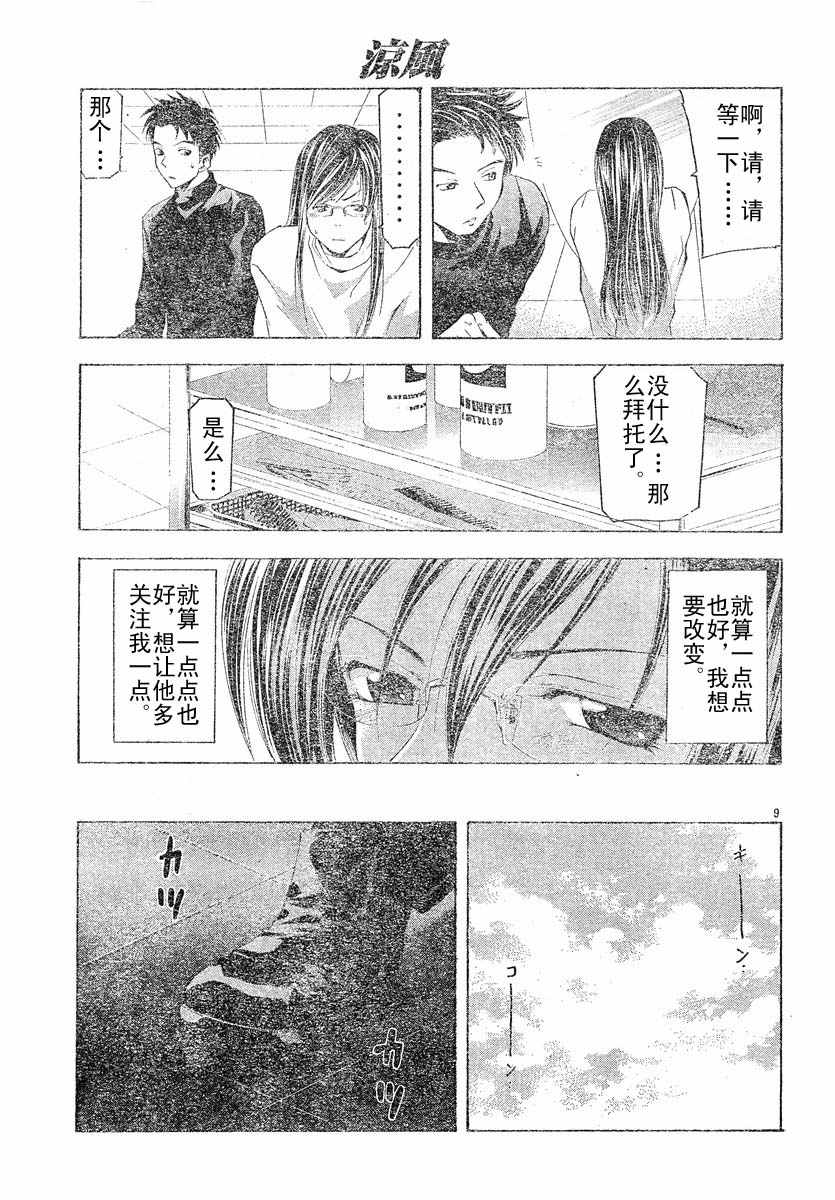 涼風
啊，请，请
等一下……
…………
那个…
没什么…那
么拜托了。
是么…
就算一点点
也好，我想
要改变。
就算一点点也
好，想让他多
关注我一点。
9
キーン…
コーン…
カッ
カッ